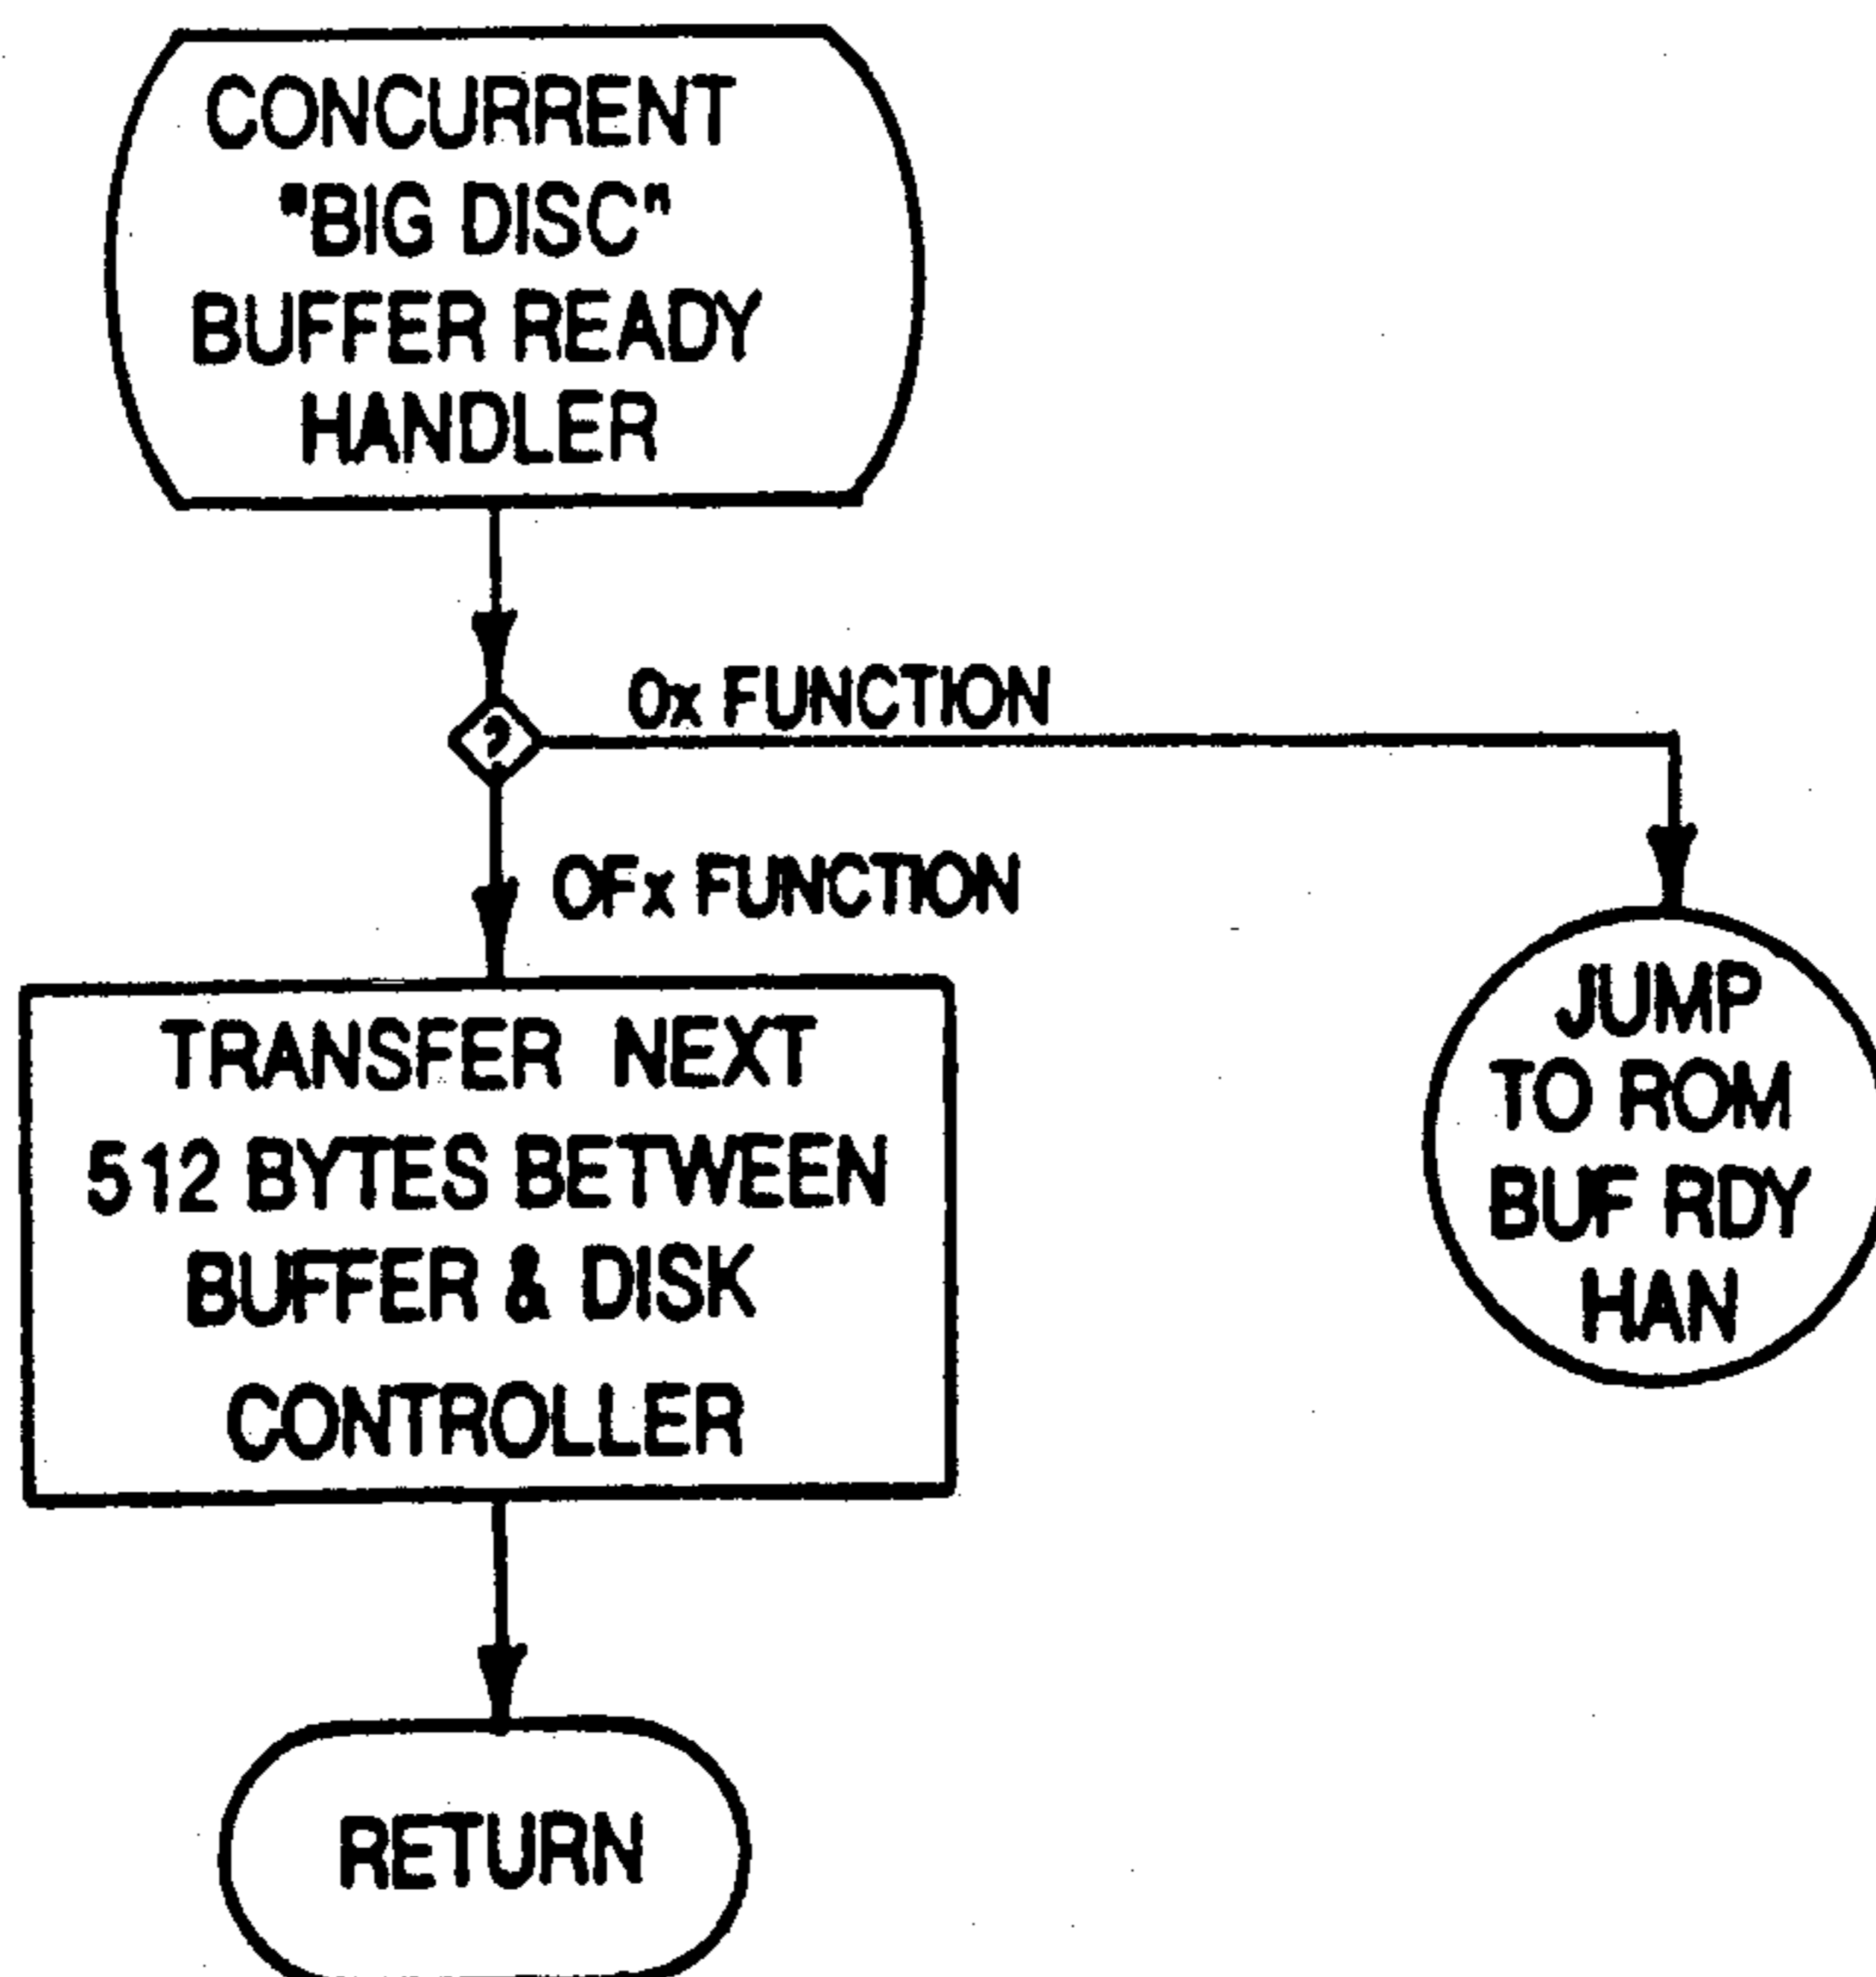 CONCURRENT
"BIG DISC"
BUFFER READY
HANDLER
?
0x FUNCTION
0Fx FUNCTION
TRANSFER NEXT
512 BYTES BETWEEN
BUFFER & DISK
CONTROLLER
JUMP
TO ROM
BUF RDY
HAN
RETURN